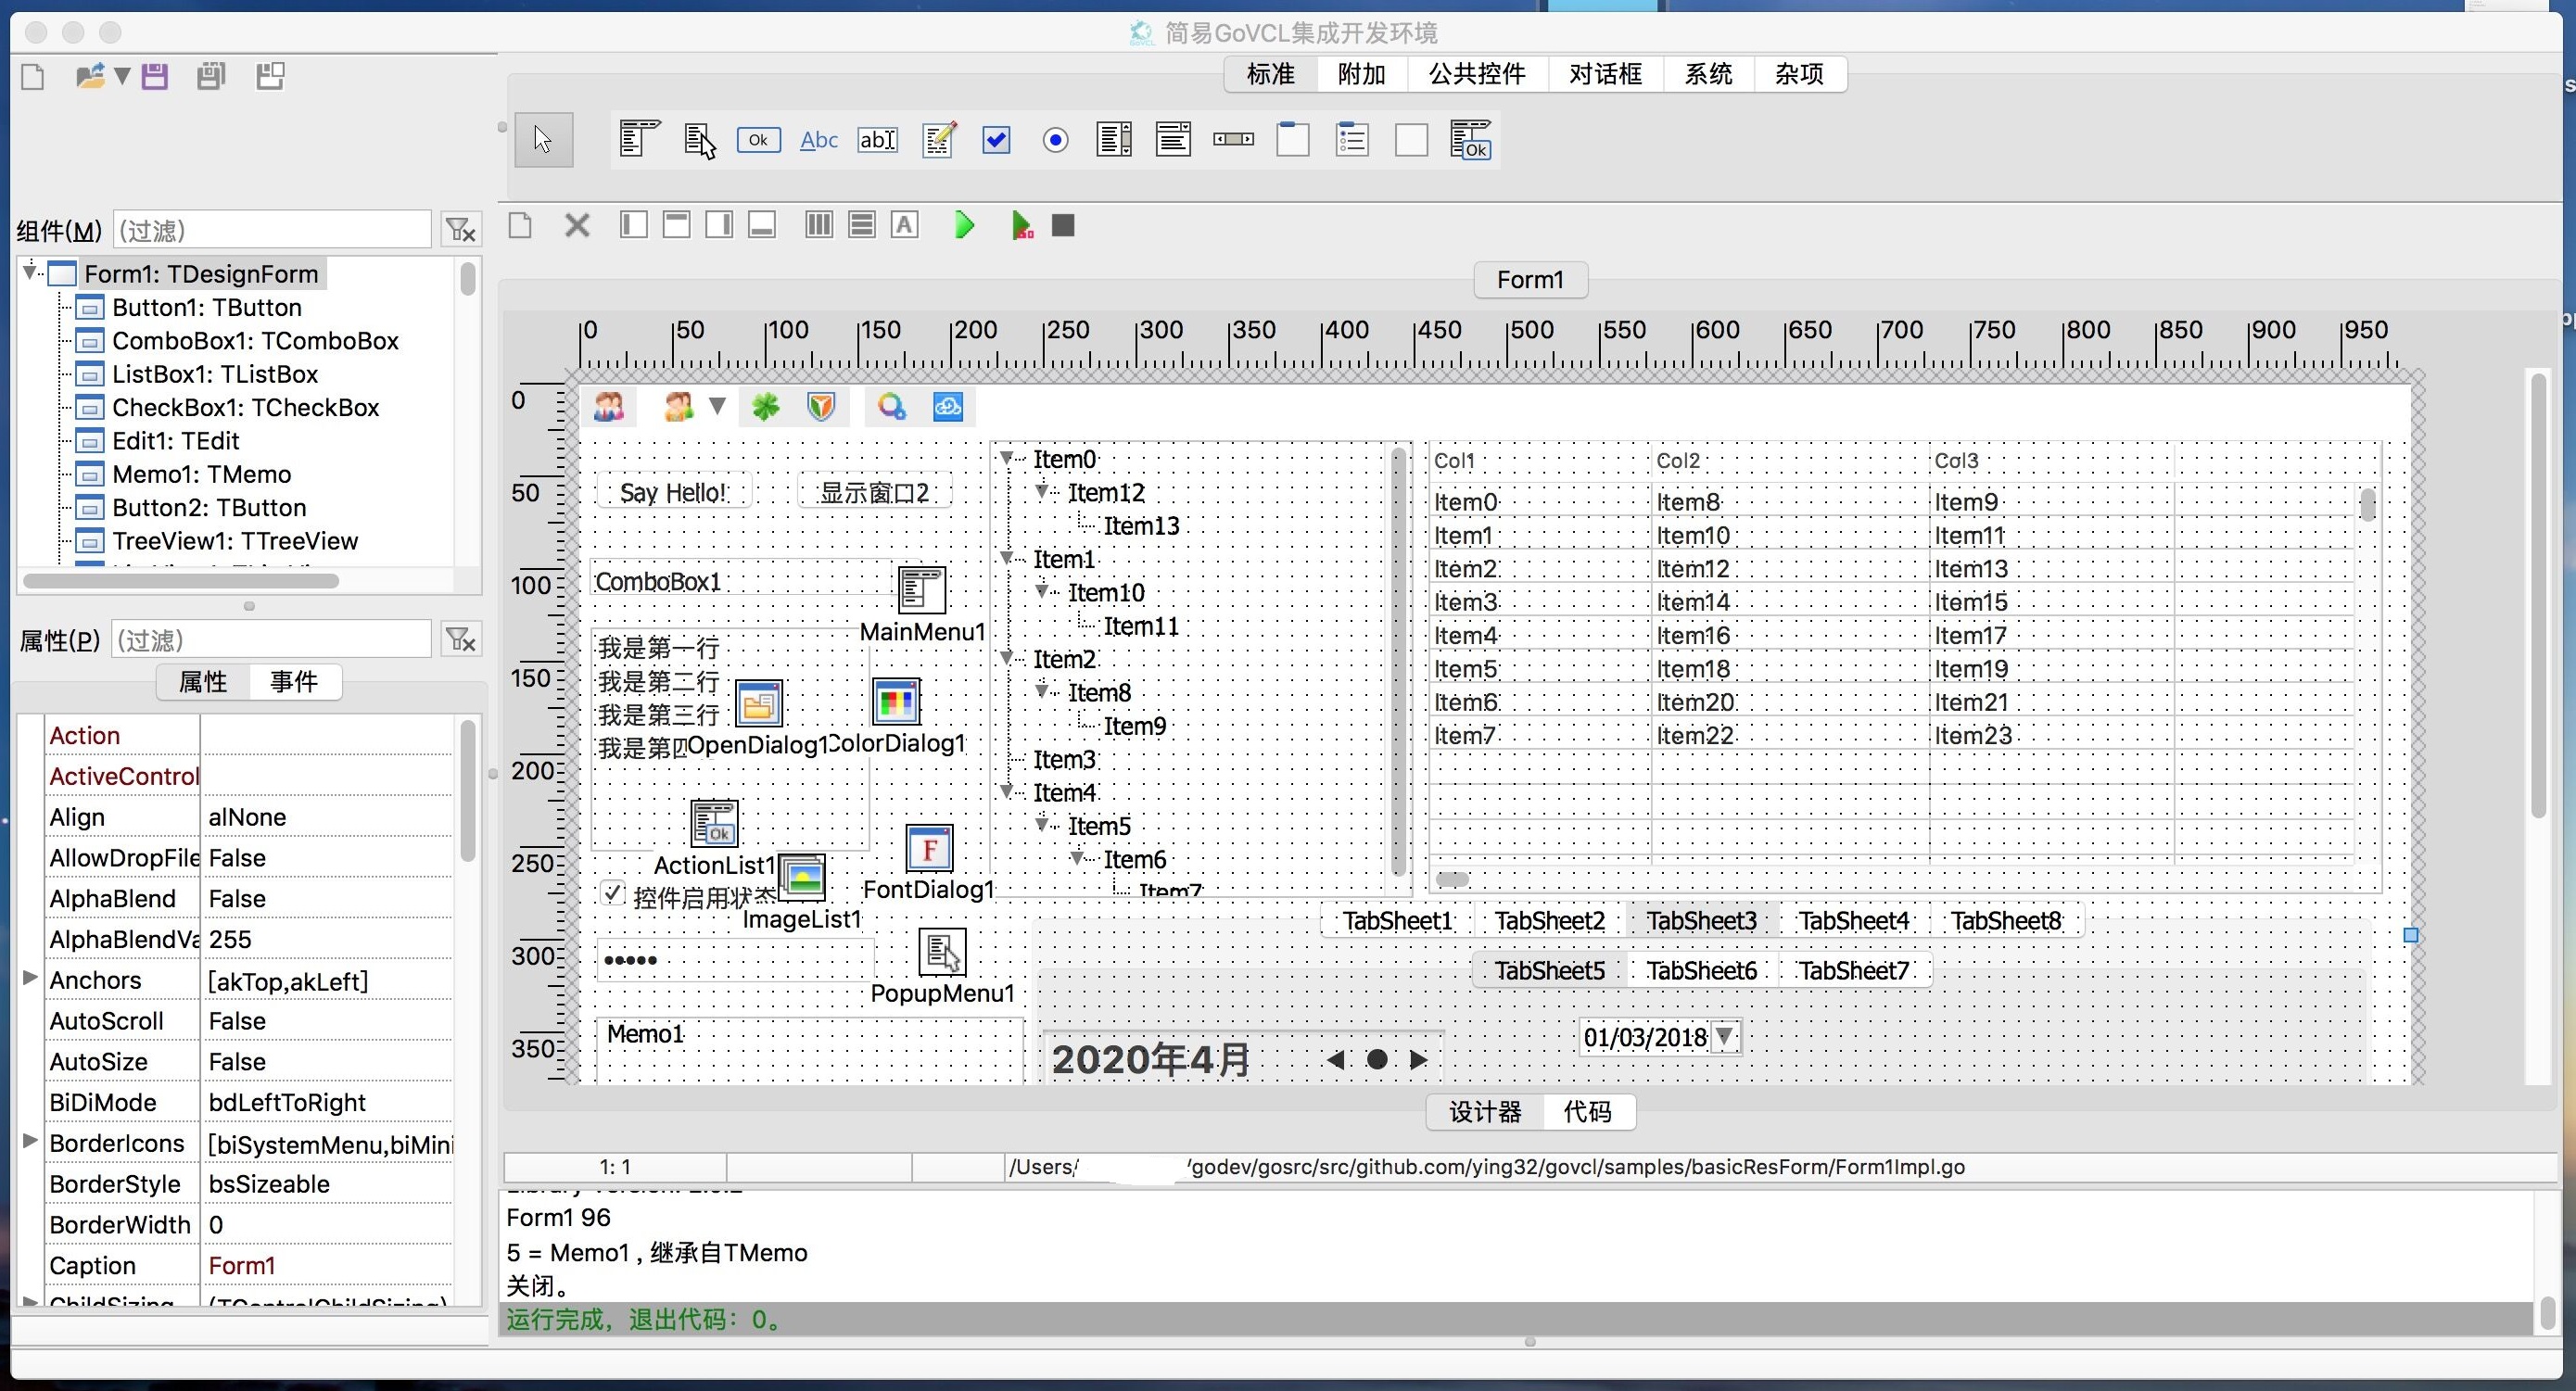 简易GoVCL集成开发环境
标准 附加 公共控件 对话框 系统 杂项
Ok Abc ab Ok
组件(M) (过滤)
Form1: TDesignForm
Button1: TButton
ComboBox1: TComboBox
ListBox1: TListBox
CheckBox1: TCheckBox
Edit1: TEdit
Memo1: TMemo
Button2: TButton
TreeView1: TTreeView
属性(P) (过滤)
属性 事件
Action
ActiveControl
Align alNone
AllowDropFile False
AlphaBlend False
AlphaBlendVa 255
Anchors [akTop,akLeft]
AutoScroll False
AutoSize False
BiDiMode bdLeftToRight
BorderIcons [biSystemMenu,biMini
BorderStyle bsSizeable
BorderWidth 0
Caption Form1
ChildSizing (TControlChildSizing)
A
Form1
0 50 100 150 200 250 300 350 400 450 500 550 600 650 700 750 800 850 900 950
0
50
100
150
200
250
300
350
Say Hello!
显示窗口2
ComboBox1
MainMenu1
我是第一行
我是第二行
我是第三行
我是第四
OpenDialog1
ColorDialog1
Ok
ActionList1
F
FontDialog1
控件启用状态
ImageList1
PopupMenu1
Memo1
Item0
Item12
Item13
Item1
Item10
Item11
Item2
Item8
Item9
Item3
Item4
Item5
Item6
Item7
Col1 Col2 Col3
Item0 Item8 Item9
Item1 Item10 Item11
Item2 Item12 Item13
Item3 Item14 Item15
Item4 Item16 Item17
Item5 Item18 Item19
Item6 Item20 Item21
Item7 Item22 Item23
TabSheet1 TabSheet2 TabSheet3 TabSheet4 TabSheet8
TabSheet5 TabSheet6 TabSheet7
01/03/2018
2020年4月
设计器 代码
1: 1
/Users/ /godev/gosrc/src/github.com/ying32/govcl/samples/basicResForm/Form1Impl.go
Form1 96
5 = Memo1 , 继承自TMemo
关闭。
运行完成，退出代码：0。